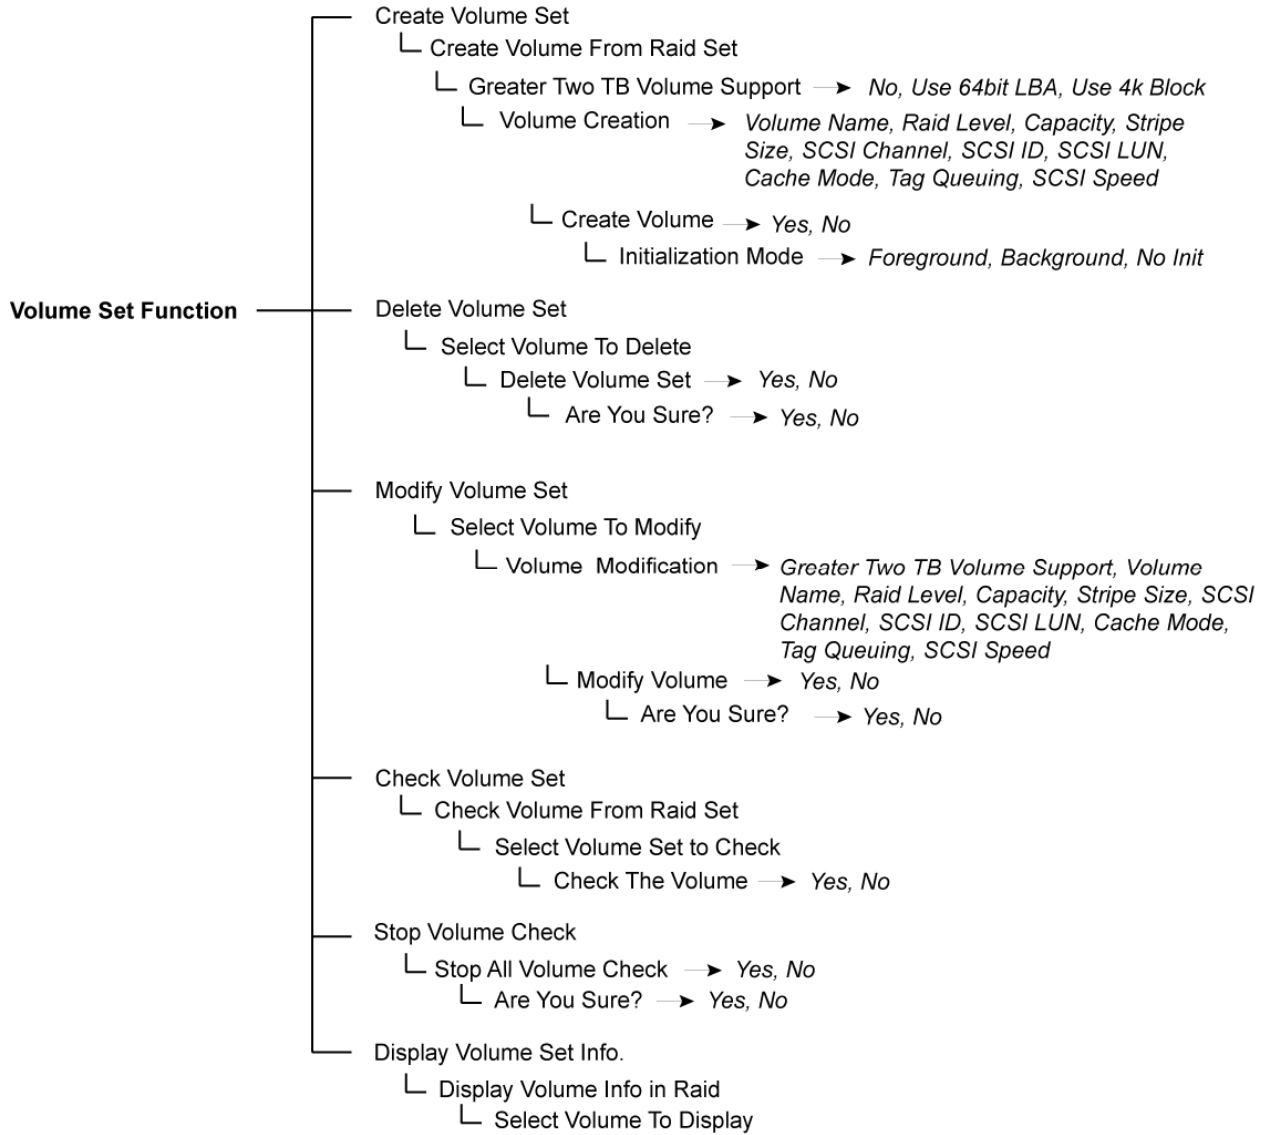 Create Volume Set
Create Volume From Raid Set
Greater Two TB Volume Support No, Use 64bit LBA, Use 4k Block
Volume Creation Volume Name, Raid Level, Capacity, Stripe
Size, SCSI Channel, SCSI ID, SCSI LUN,
Cache Mode, Tag Queuing, SCSI Speed
Create Volume Yes, No
Initialization Mode Foreground, Background, No Init
Volume Set Function
Delete Volume Set
Select Volume To Delete
Delete Volume Set Yes, No
Are You Sure? Yes, No
Modify Volume Set
Select Volume To Modify
Volume Modification Greater Two TB Volume Support, Volume
Name, Raid Level, Capacity, Stripe Size, SCSI
Channel, SCSI ID, SCSI LUN, Cache Mode,
Tag Queuing, SCSI Speed
Modify Volume Yes, No
Are You Sure? Yes, No
Check Volume Set
Check Volume From Raid Set
Select Volume Set to Check
Check The Volume Yes, No
Stop Volume Check
Stop All Volume Check Yes, No
Are You Sure? Yes, No
Display Volume Set Info.
Display Volume Info in Raid
Select Volume To Display